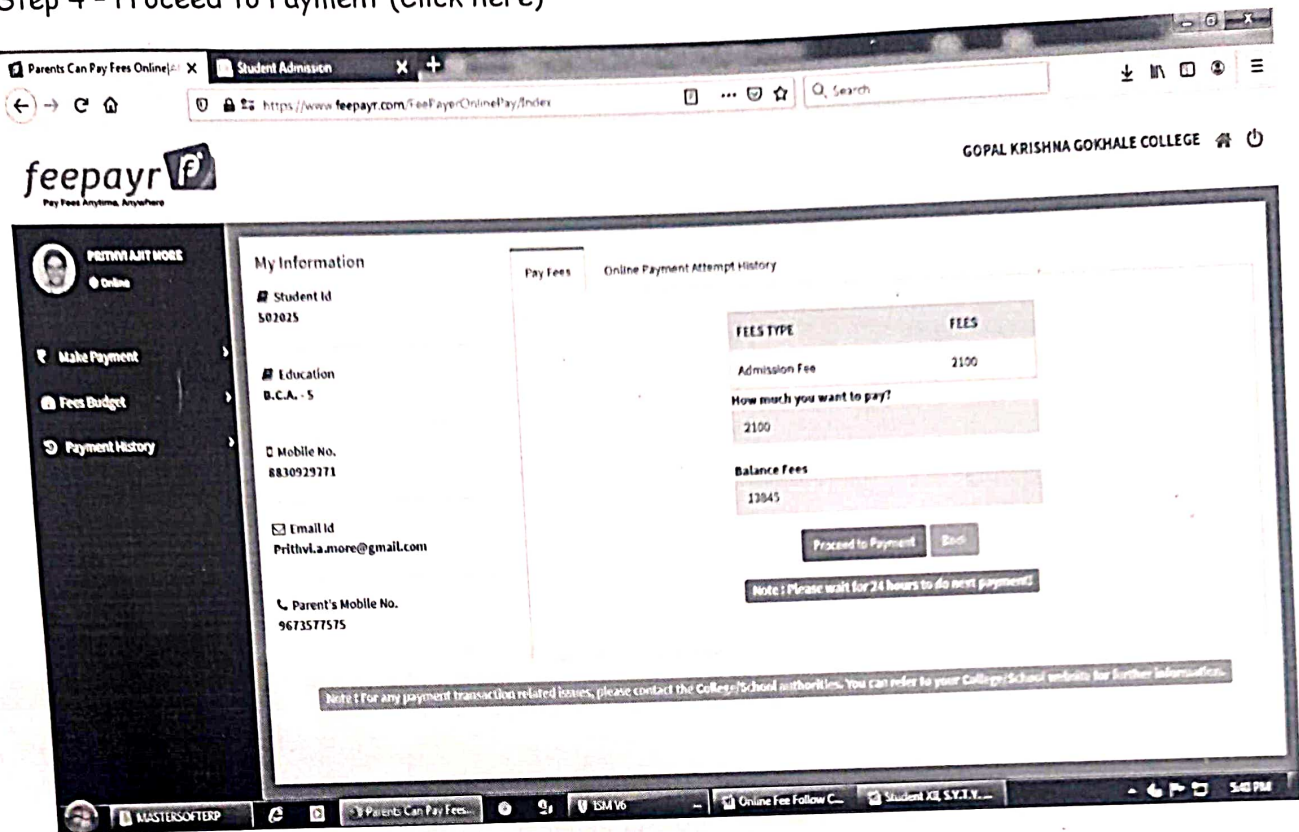 Step 4 - Proceed To Payment (Click here)
Parents Can Pay Fees Online| X
Student Admission X +
https://www.feepayr.com/FeePayerOnlinePay/Index
Search
feepayr
Pay Fees Anytime, Anywhere
GOPAL KRISHNA GOKHALE COLLEGE
PRITHVI AJIT MORE
Online
Make Payment
Fees Budget
Payment History
My Information
Student Id
502025
Education
B.C.A. - 5
Mobile No.
8830929271
Email Id
Prithvi.a.more@gmail.com
Parent's Mobile No.
9673577575
Pay Fees
Online Payment Attempt History
FEES TYPE FEES
Admission Fee 2100
How much you want to pay?
2100
Balance Fees
13845
Proceed to Payment
Back
Note : Please wait for 24 hours to do next payment!
Note : For any payment transaction related issues, please contact the College/School authorities. You can refer to your College/School website for further information.
MASTERSOFTERP
Parents Can Pay Fees...
ISM V6
Online Fee Follow C...
Student XII, S.Y.J.Y....
5:40 PM